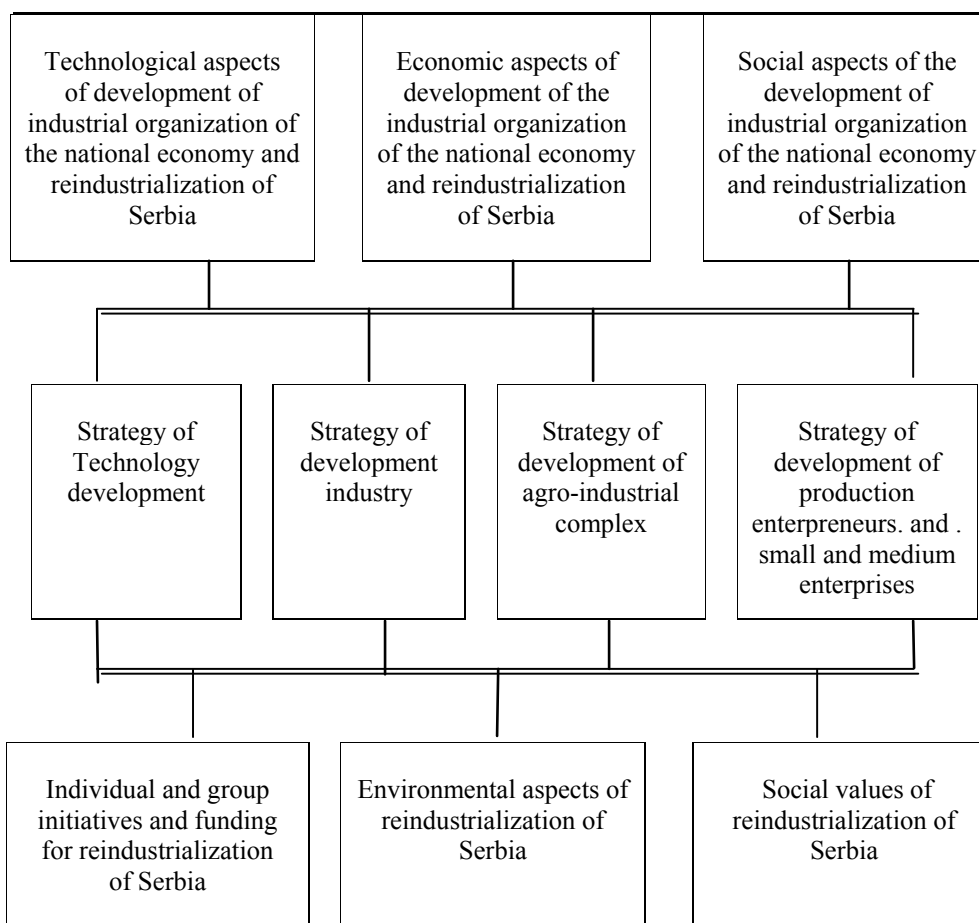 Technological aspects
of development of
industrial organization of
the national economy and
reindustrialization of
Serbia
Economic aspects of
development of the
industrial organization
of the national economy
and reindustrialization
of Serbia
Social aspects of the
development of
industrial organization
of the national economy
and reindustrialization
of Serbia
Strategy of
Technology
development
Strategy of
development
industry
Strategy of
development of
agro-industrial
complex
Strategy of
development of
production
enterpreneurs. and .
small and medium
enterprises
Individual and group
initiatives and funding
for reindustrialization
of Serbia
Environmental aspects of
reindustrialization of
Serbia
Social values of
reindustrialization of
Serbia